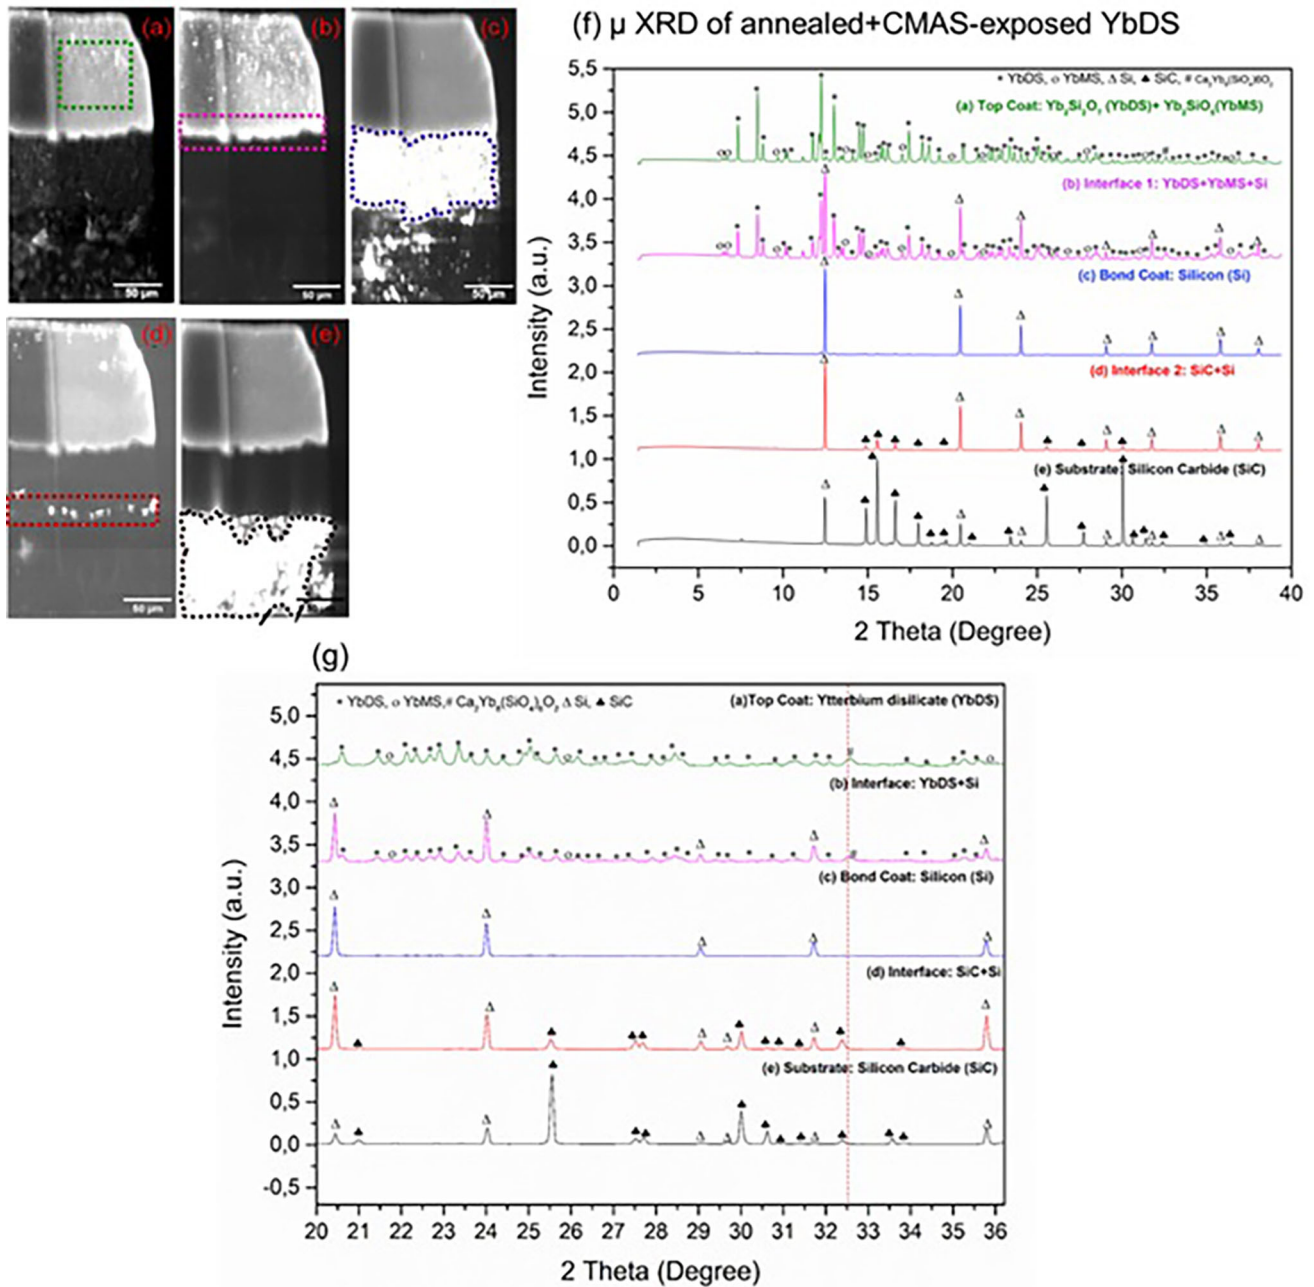 (a)
(b)
(c)
50 µm
50 µm
50 µm
(d)
(e)
50 µm
(f) µ XRD of annealed+CMAS-exposed YbDS
5,5
5,0
4,5
4,0
3,5
3,0
2,5
2,0
1,5
1,0
0,5
0,0
Intensity (a.u.)
* YbDS, o YbMS, Δ Si, ▲ SiC, #
(a) Top Coat: Yb₂Si₂O₇ (YbDS)+ Yb₂SiO₅(YbMS)
(b) Interface 1: YbDS+YbMS+Si
(c) Bond Coat: Silicon (Si)
(d) Interface 2: SiC+Si
(e) Substrate: Silicon Carbide (SiC)
0 5 10 15 20 25 30 35 40
2 Theta (Degree)
(g)
* YbDS, o YbMS,# Ca₂Yb₈(SiO₄)₆O₂ Δ Si, ▲ SiC
(a)Top Coat: Ytterbium disilicate (YbDS)
(b) Interface: YbDS+Si
(c) Bond Coat: Silicon (Si)
(d) Interface: SiC+Si
(e) Substrate: Silicon Carbide (SiC)
5,0
4,5
4,0
3,5
3,0
2,5
2,0
1,5
1,0
0,5
0,0
-0,5
Intensity (a.u.)
20 21 22 23 24 25 26 27 28 29 30 31 32 33 34 35 36
2 Theta (Degree)